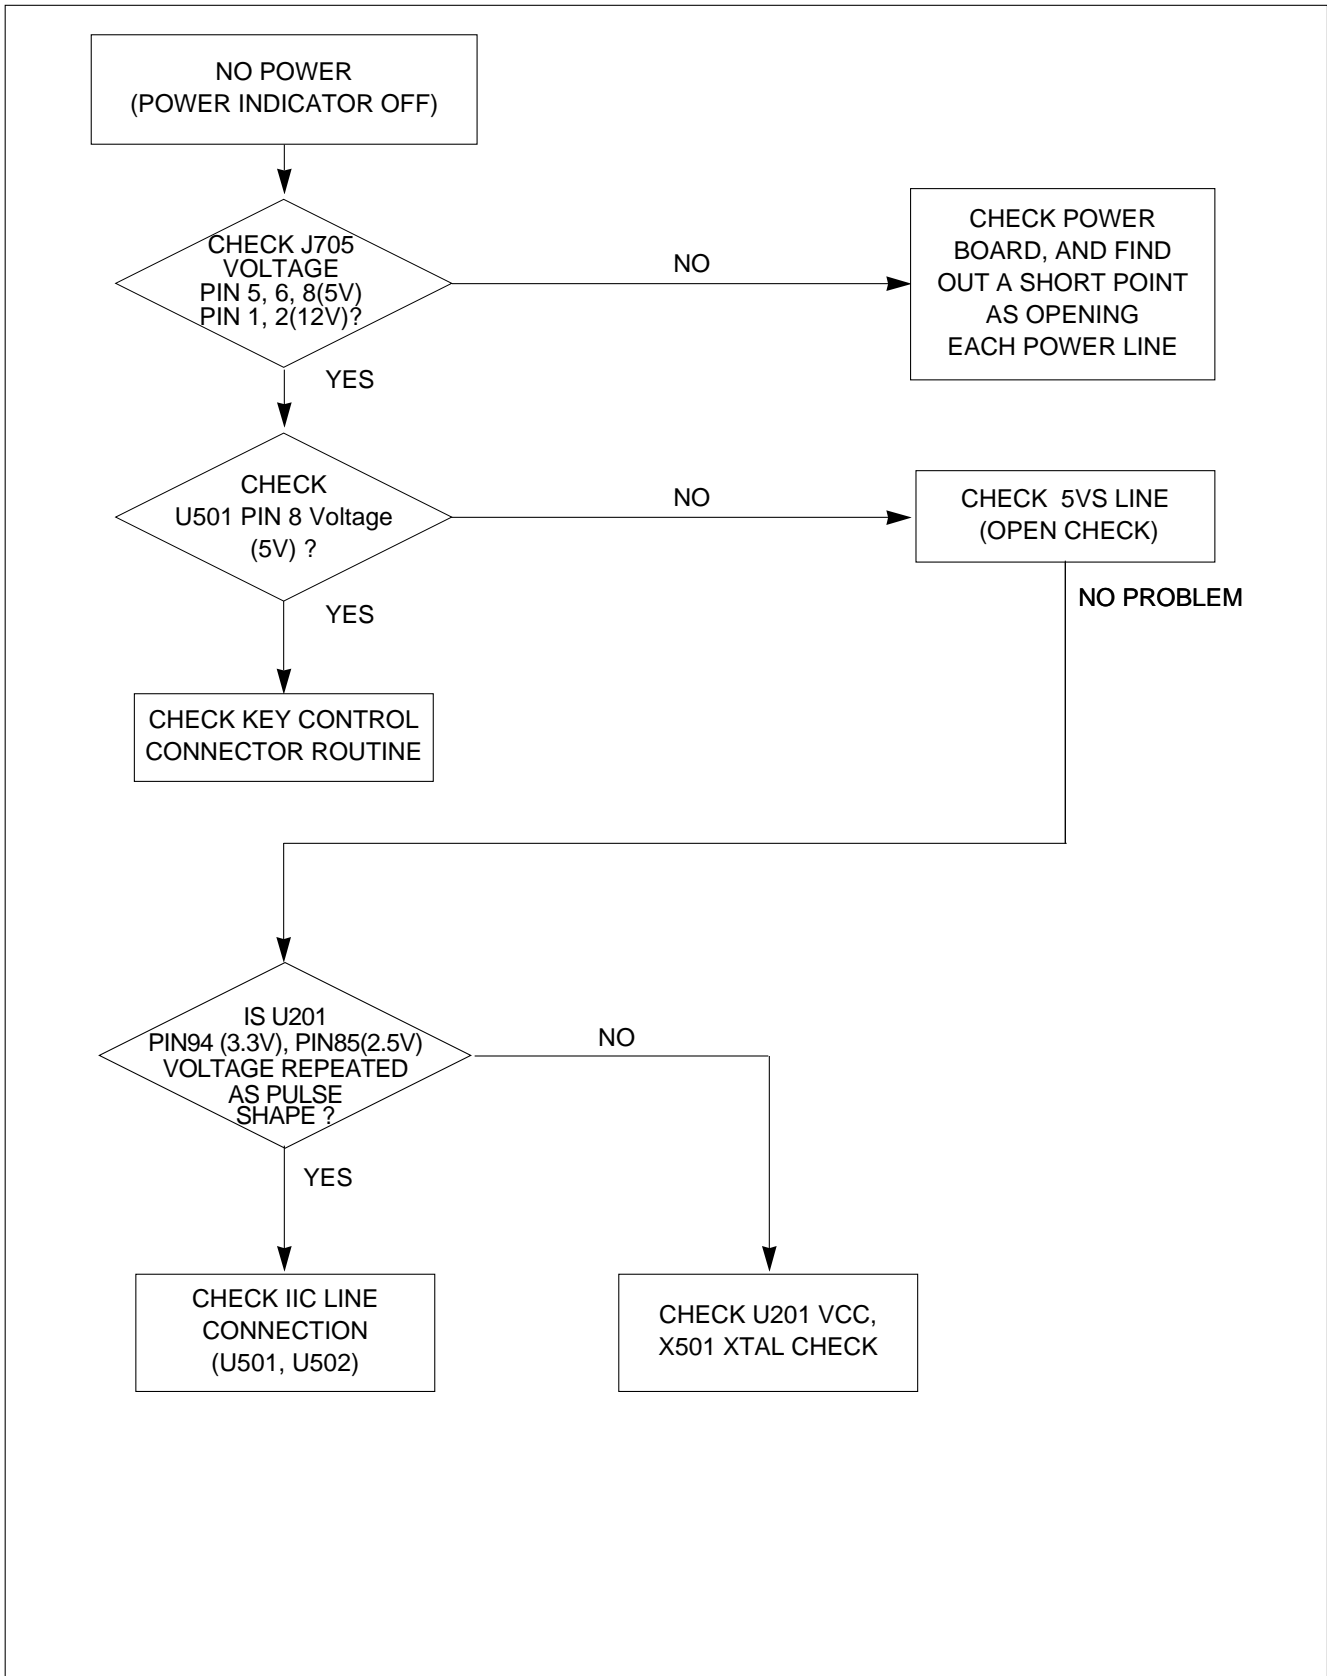 NO POWER
(POWER INDICATOR OFF)
CHECK J705
VOLTAGE
PIN 5, 6, 8(5V)
PIN 1, 2(12V)?
NO
CHECK POWER
BOARD, AND FIND
OUT A SHORT POINT
AS OPENING
EACH POWER LINE
YES
CHECK
U501 PIN 8 Voltage
(5V) ?
NO
CHECK 5VS LINE
(OPEN CHECK)
YES
NO PROBLEM
CHECK KEY CONTROL
CONNECTOR ROUTINE
IS U201
PIN94 (3.3V), PIN85(2.5V)
VOLTAGE REPEATED
AS PULSE
SHAPE ?
NO
YES
CHECK IIC LINE
CONNECTION
(U501, U502)
CHECK U201 VCC,
X501 XTAL CHECK